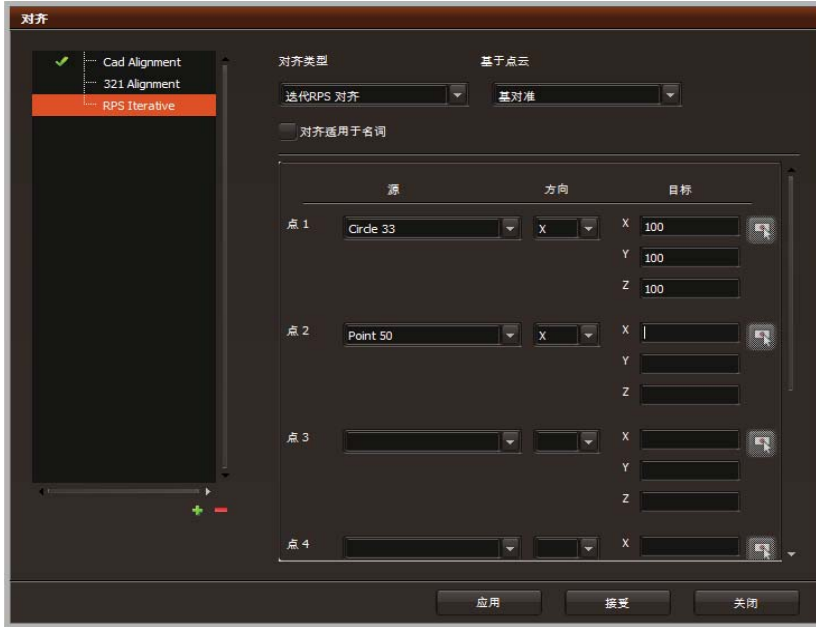 对齐
Cad Alignment
321 Alignment
RPS Iterative
对齐类型
基于点云
迭代RPS 对齐
基对准
对齐适用于名词
源 方向 目标
点 1 Circle 33 X X 100
Y 100
Z 100
点 2 Point 50 X X
Y
Z
点 3 X
Y
Z
点 4 X
应用 接受 关闭